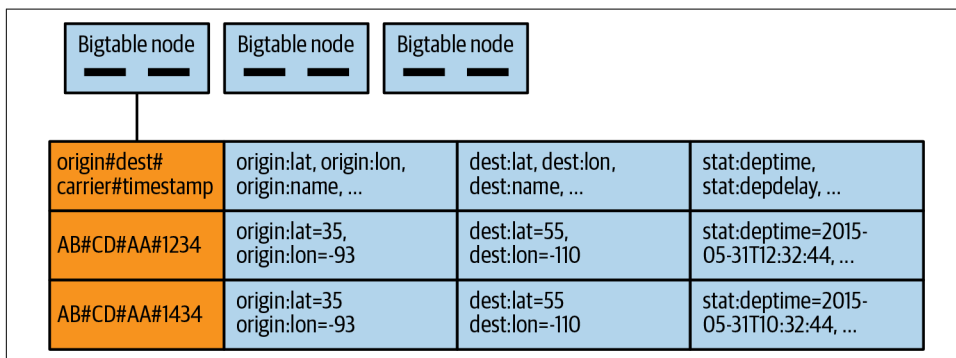 Bigtable node
Bigtable node
Bigtable node
origin#dest#
carrier#timestamp
origin:lat, origin:lon,
origin:name, ...
dest:lat, dest:lon,
dest:name, ...
stat:deptime,
stat:depdelay, ...
AB#CD#AA#1234
origin:lat=35,
origin:lon=-93
dest:lat=55,
dest:lon=-110
stat:deptime=2015-
05-31T12:32:44, ...
AB#CD#AA#1434
origin:lat=35
origin:lon=-93
dest:lat=55
dest:lon=-110
stat:deptime=2015-
05-31T10:32:44, ...